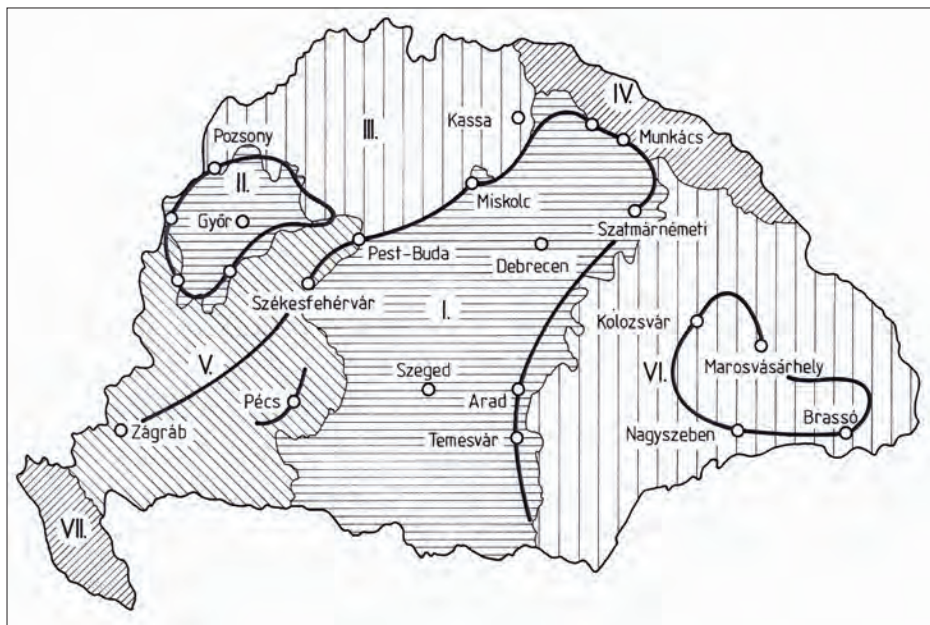 IV.
III.
Kassa
Pozsony
Munkács
II.
Miskolc
Győr
Szatmárnémeti
Pest-Buda
Debrecen
Székesfehérvár
I.
Kolozsvár
V.
Szeged
VI.
Marosvásárhely
Pécs
Arad
Brassó
Zágráb
Temesvár
Nagyszeben
VII.